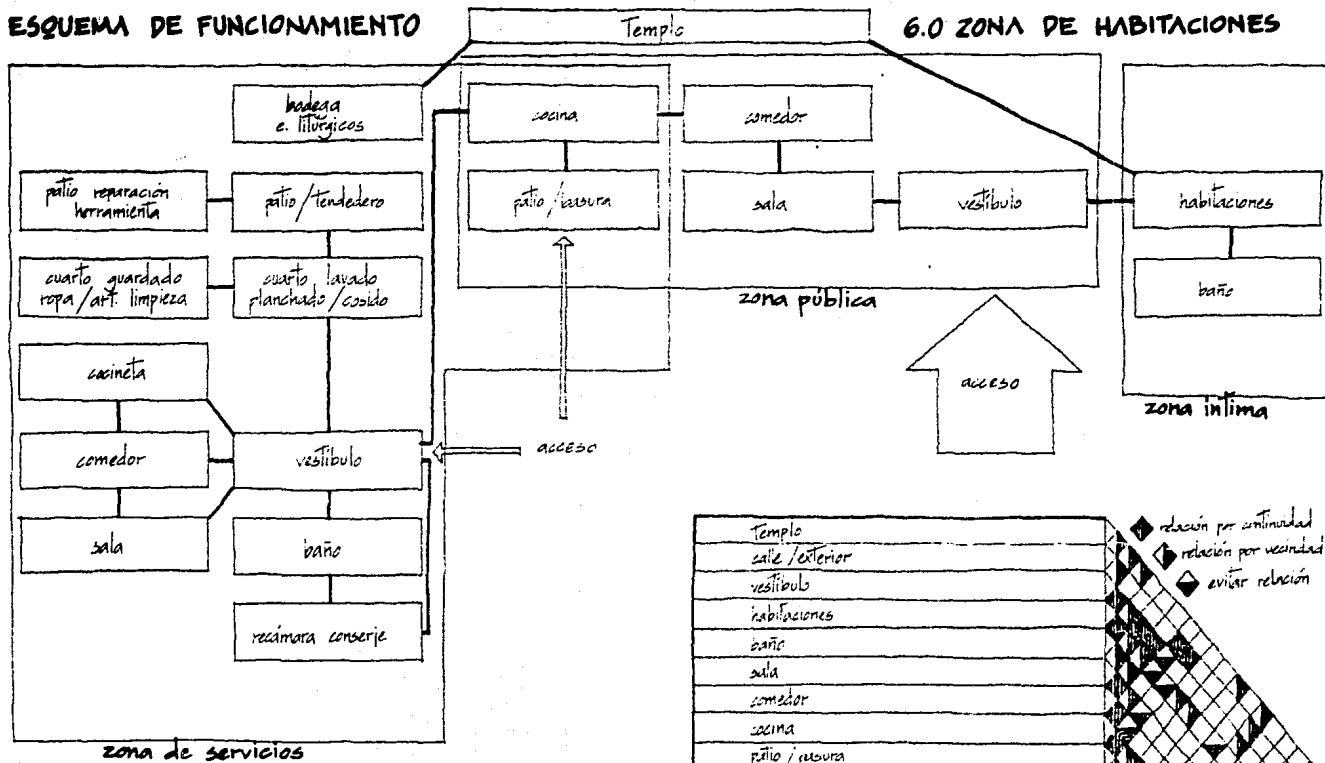 ESQUEMA DE FUNCIONAMIENTO
Templo
6.0 ZONA DE HABITACIONES
bodega
e. litúrgicos
cocina
comedor
patio reparación
herramienta
patio/tendedero
patio/basura
sala
vestíbulo
habitaciones
cuarto guardado
ropa/art. limpieza
cuarto lavado
planchado/cosido
zona pública
baño
cocineta
acceso
zona íntima
comedor
vestíbulo
acceso
sala
baño
recámara conserje
zona de servicios
Templo
calle/exterior
vestíbulo
habitaciones
baño
sala
comedor
cocina
patio/basura
relación por continuidad
relación por vecindad
evitar relación